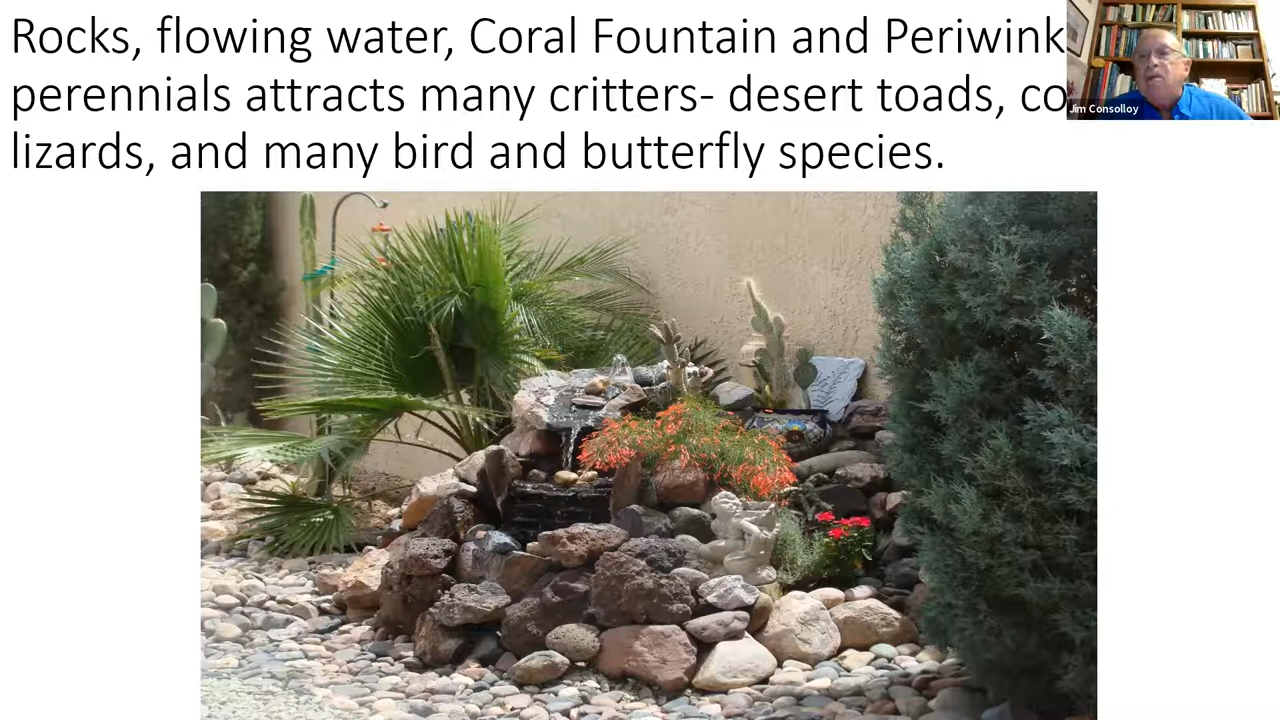 Rocks, flowing water, Coral Fountain and Periwink
perennials attracts many critters- desert toads, co
lizards, and many bird and butterfly species.
Jim Consolloy